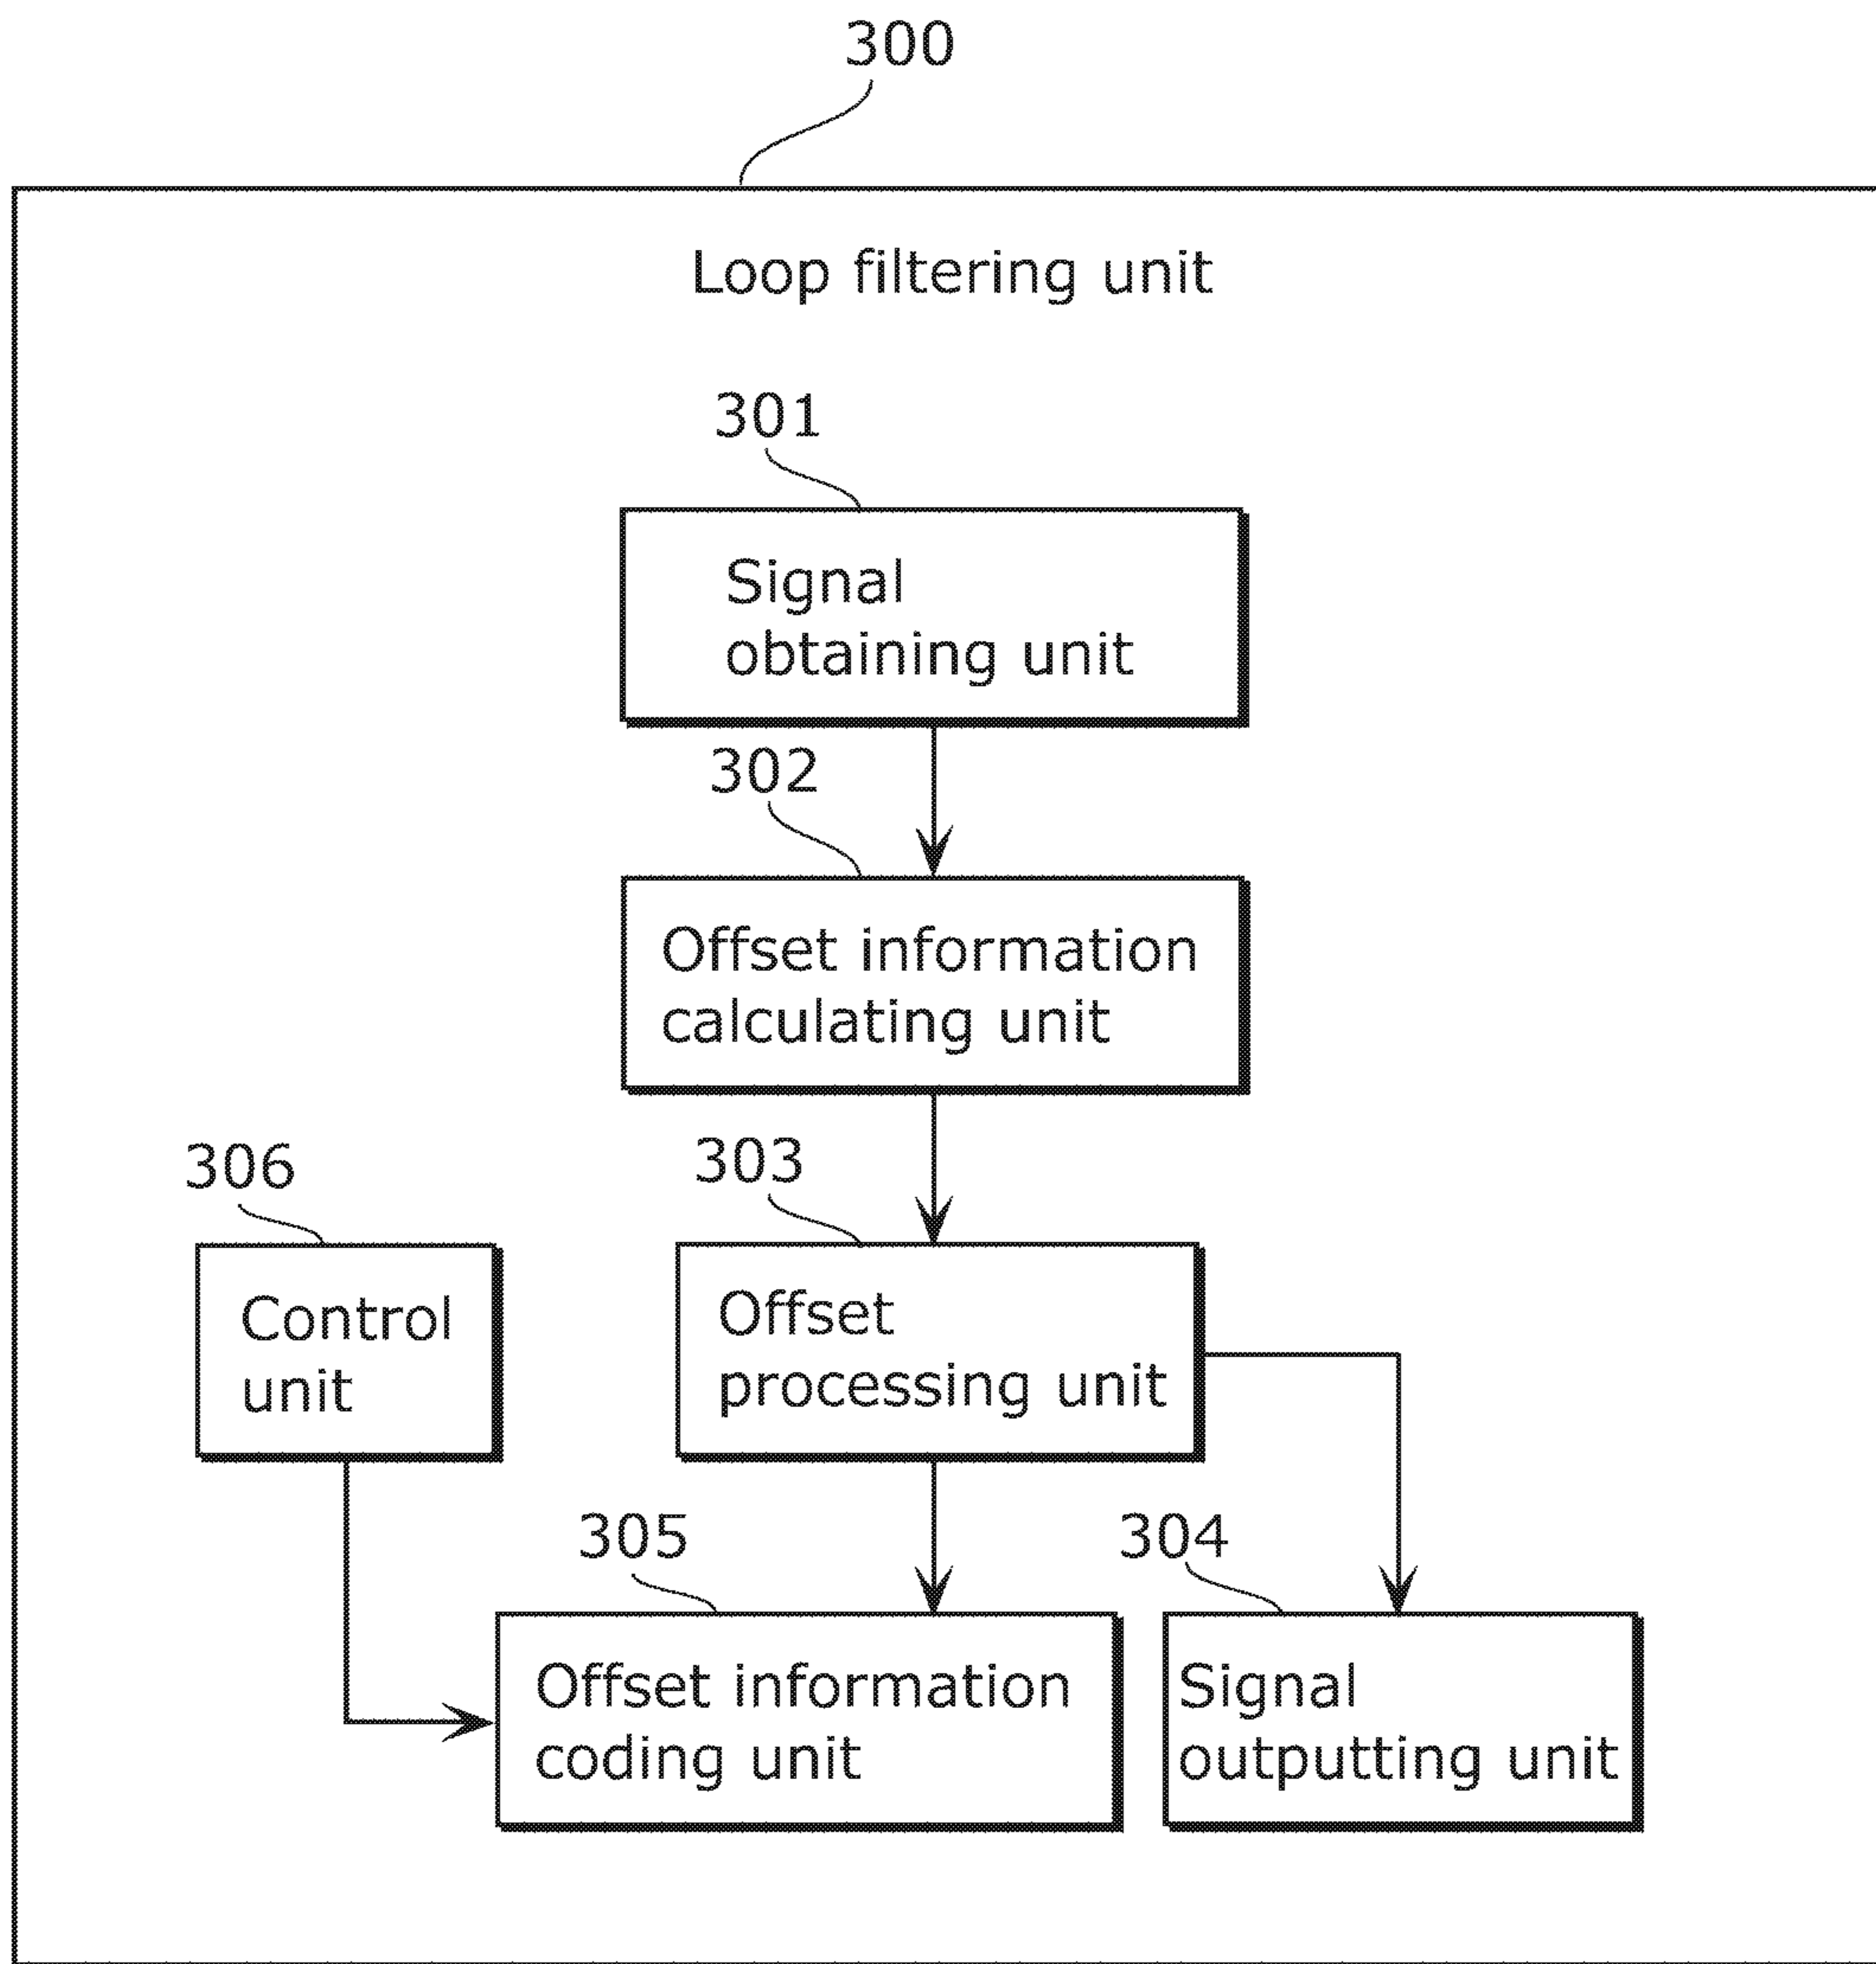 300
Loop filtering unit
301
Signal
obtaining unit
302
Offset information
calculating unit
303
306
Control
unit
Offset
processing unit
305
304
Offset information
coding unit
Signal
outputting unit